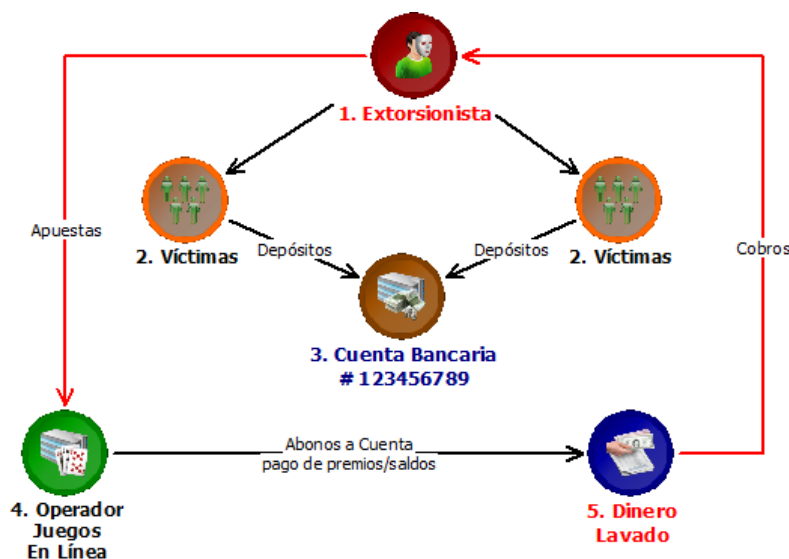 1. Extorsionista
Apuestas
2. Víctimas
Depósitos
Depósitos
2. Víctimas
Cobros
3. Cuenta Bancaria
# 123456789
Abonos a Cuenta
pago de premios/saldos
4. Operador
Juegos
En Línea
5. Dinero
Lavado